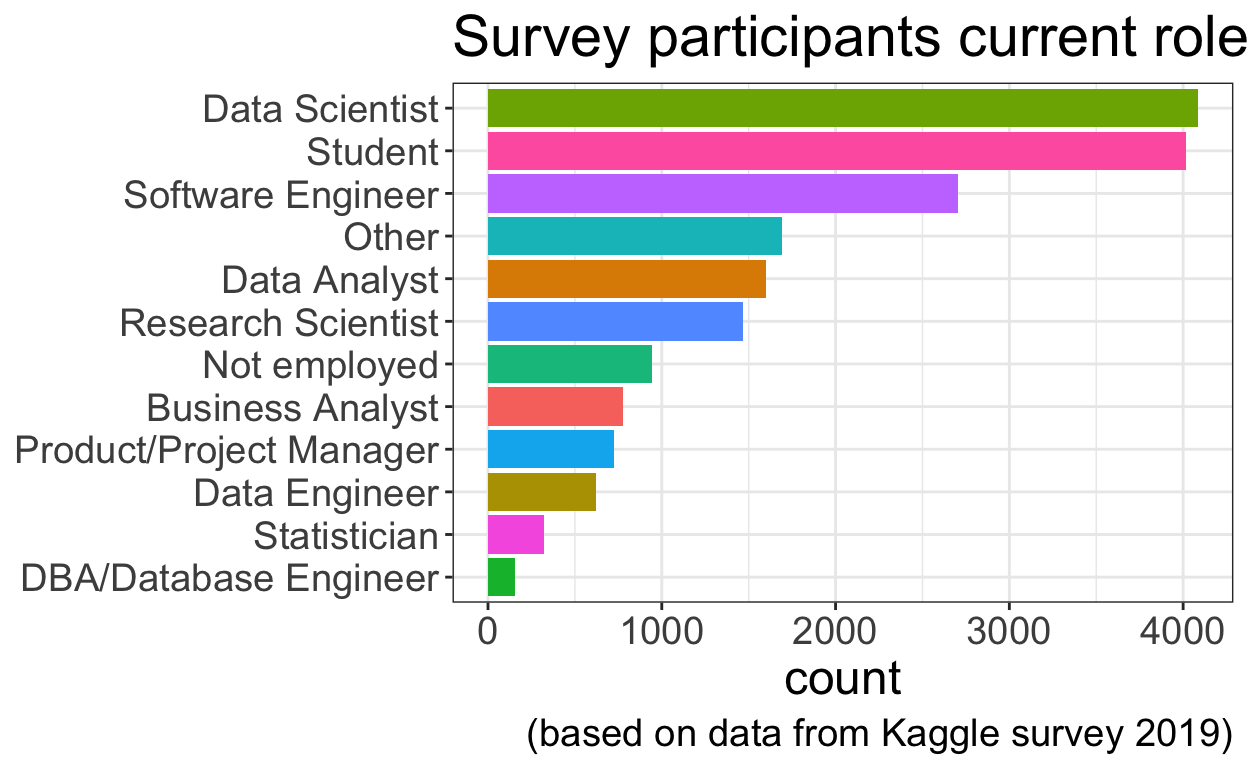 Survey participants current role
Data Scientist
Student
Software Engineer
Other
Data Analyst
Research Scientist
Not employed
Business Analyst
Product/Project Manager
Data Engineer
Statistician
DBA/Database Engineer
0 1000 2000 3000 4000
count
(based on data from Kaggle survey 2019)